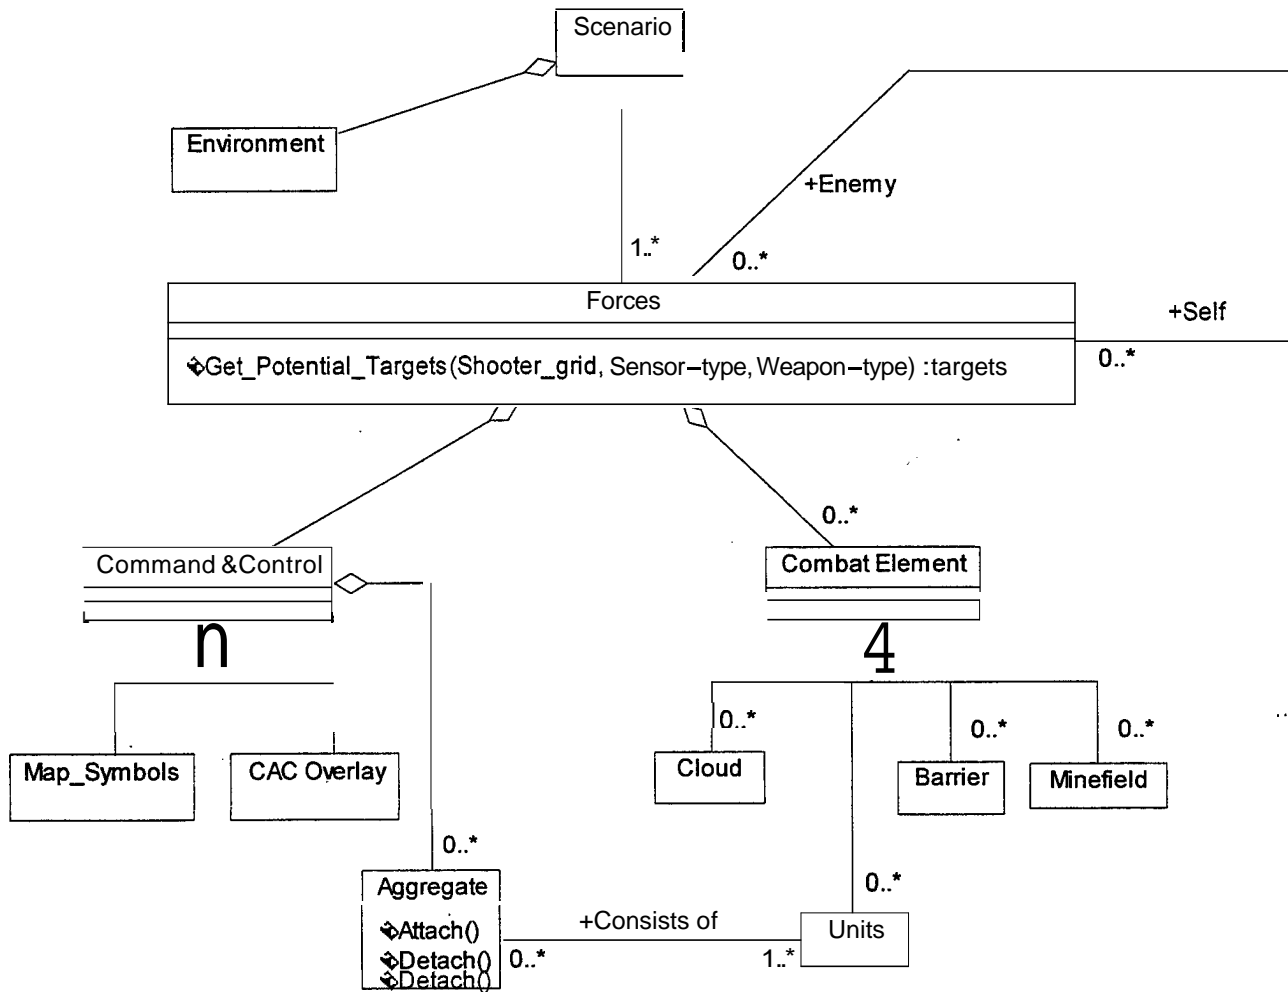 Scenario
Environment
+Enemy
1..*
0..*
Forces
+Self
0..*
Get_Potential_Targets(Shooter_grid, Sensor-type, Weapon-type) :targets
0..*
Command &Control
Combat Element
n
4
0..*
0..*
0..*
Map_Symbols
CAC Overlay
Cloud
Barrier
Minefield
0..*
0..*
Aggregate
Attach()
Detach()
Detach()
+Consists of
0..*
1..*
Units